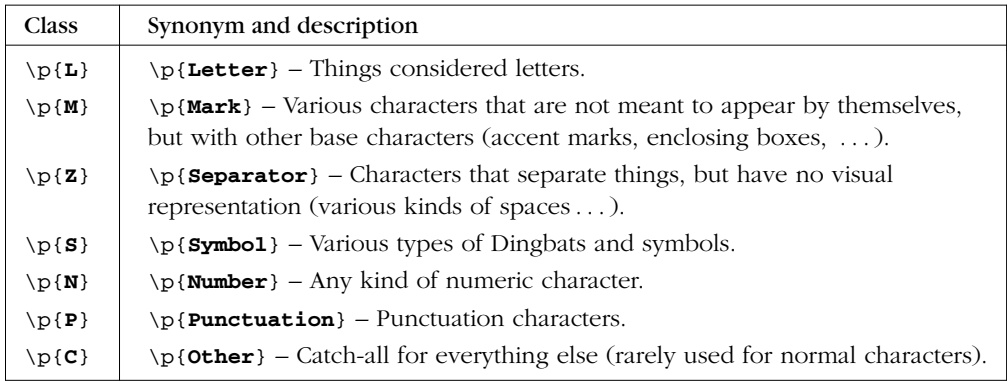 Class Synonym and description
\p{L} \p{Letter} – Things considered letters.
\p{M} \p{Mark} – Various characters that are not meant to appear by themselves,
but with other base characters (accent marks, enclosing boxes, . . . ).
\p{Z} \p{Separator} – Characters that separate things, but have no visual
representation (various kinds of spaces . . . ).
\p{S} \p{Symbol} – Various types of Dingbats and symbols.
\p{N} \p{Number} – Any kind of numeric character.
\p{P} \p{Punctuation} – Punctuation characters.
\p{C} \p{Other} – Catch-all for everything else (rarely used for normal characters).